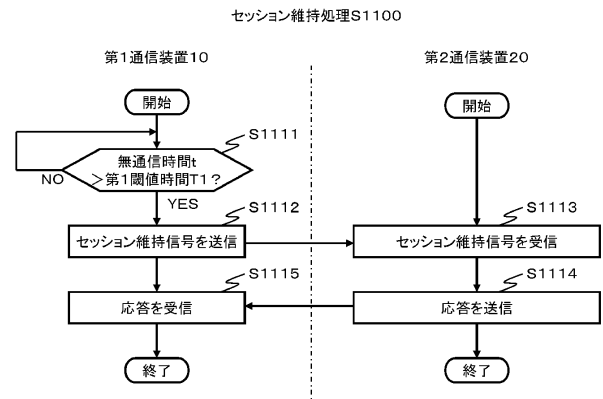 セッション維持処理S1100
第1通信装置10
第2通信装置20
開始
開始
S1111
無通信時間t
＞第1閾値時間T1？
NO
YES
S1112
S1113
セッション維持信号を送信
セッション維持信号を受信
S1115
S1114
応答を受信
応答を送信
終了
終了